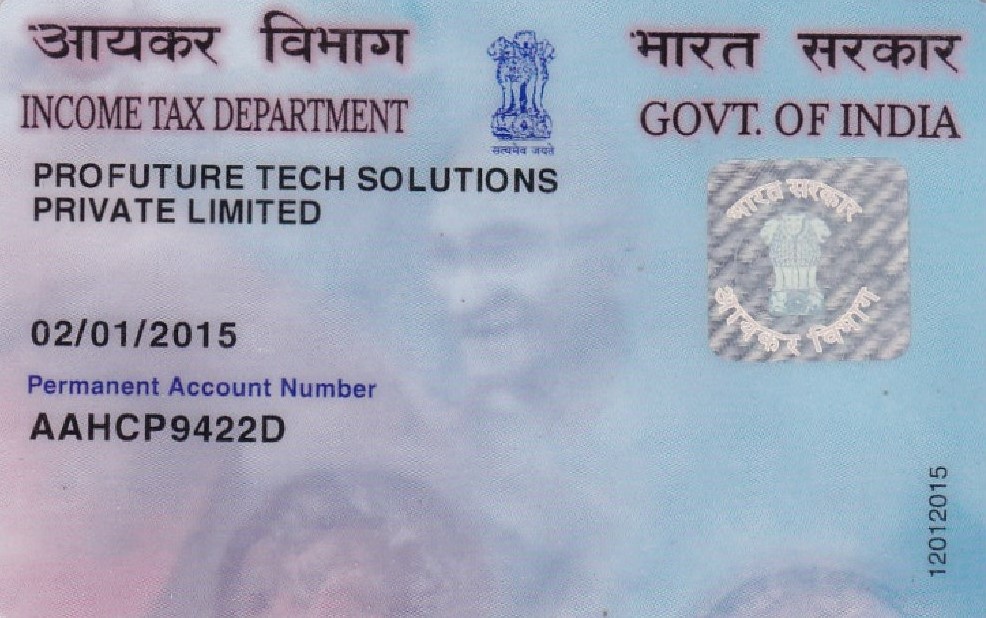 आयकर विभाग
भारत सरकार
INCOME TAX DEPARTMENT
GOVT. OF INDIA
सत्यमेव जयते
PROFUTURE TECH SOLUTIONS
PRIVATE LIMITED
भारत सरकार
आयकर विभाग
02/01/2015
Permanent Account Number
AAHCP9422D
12012015